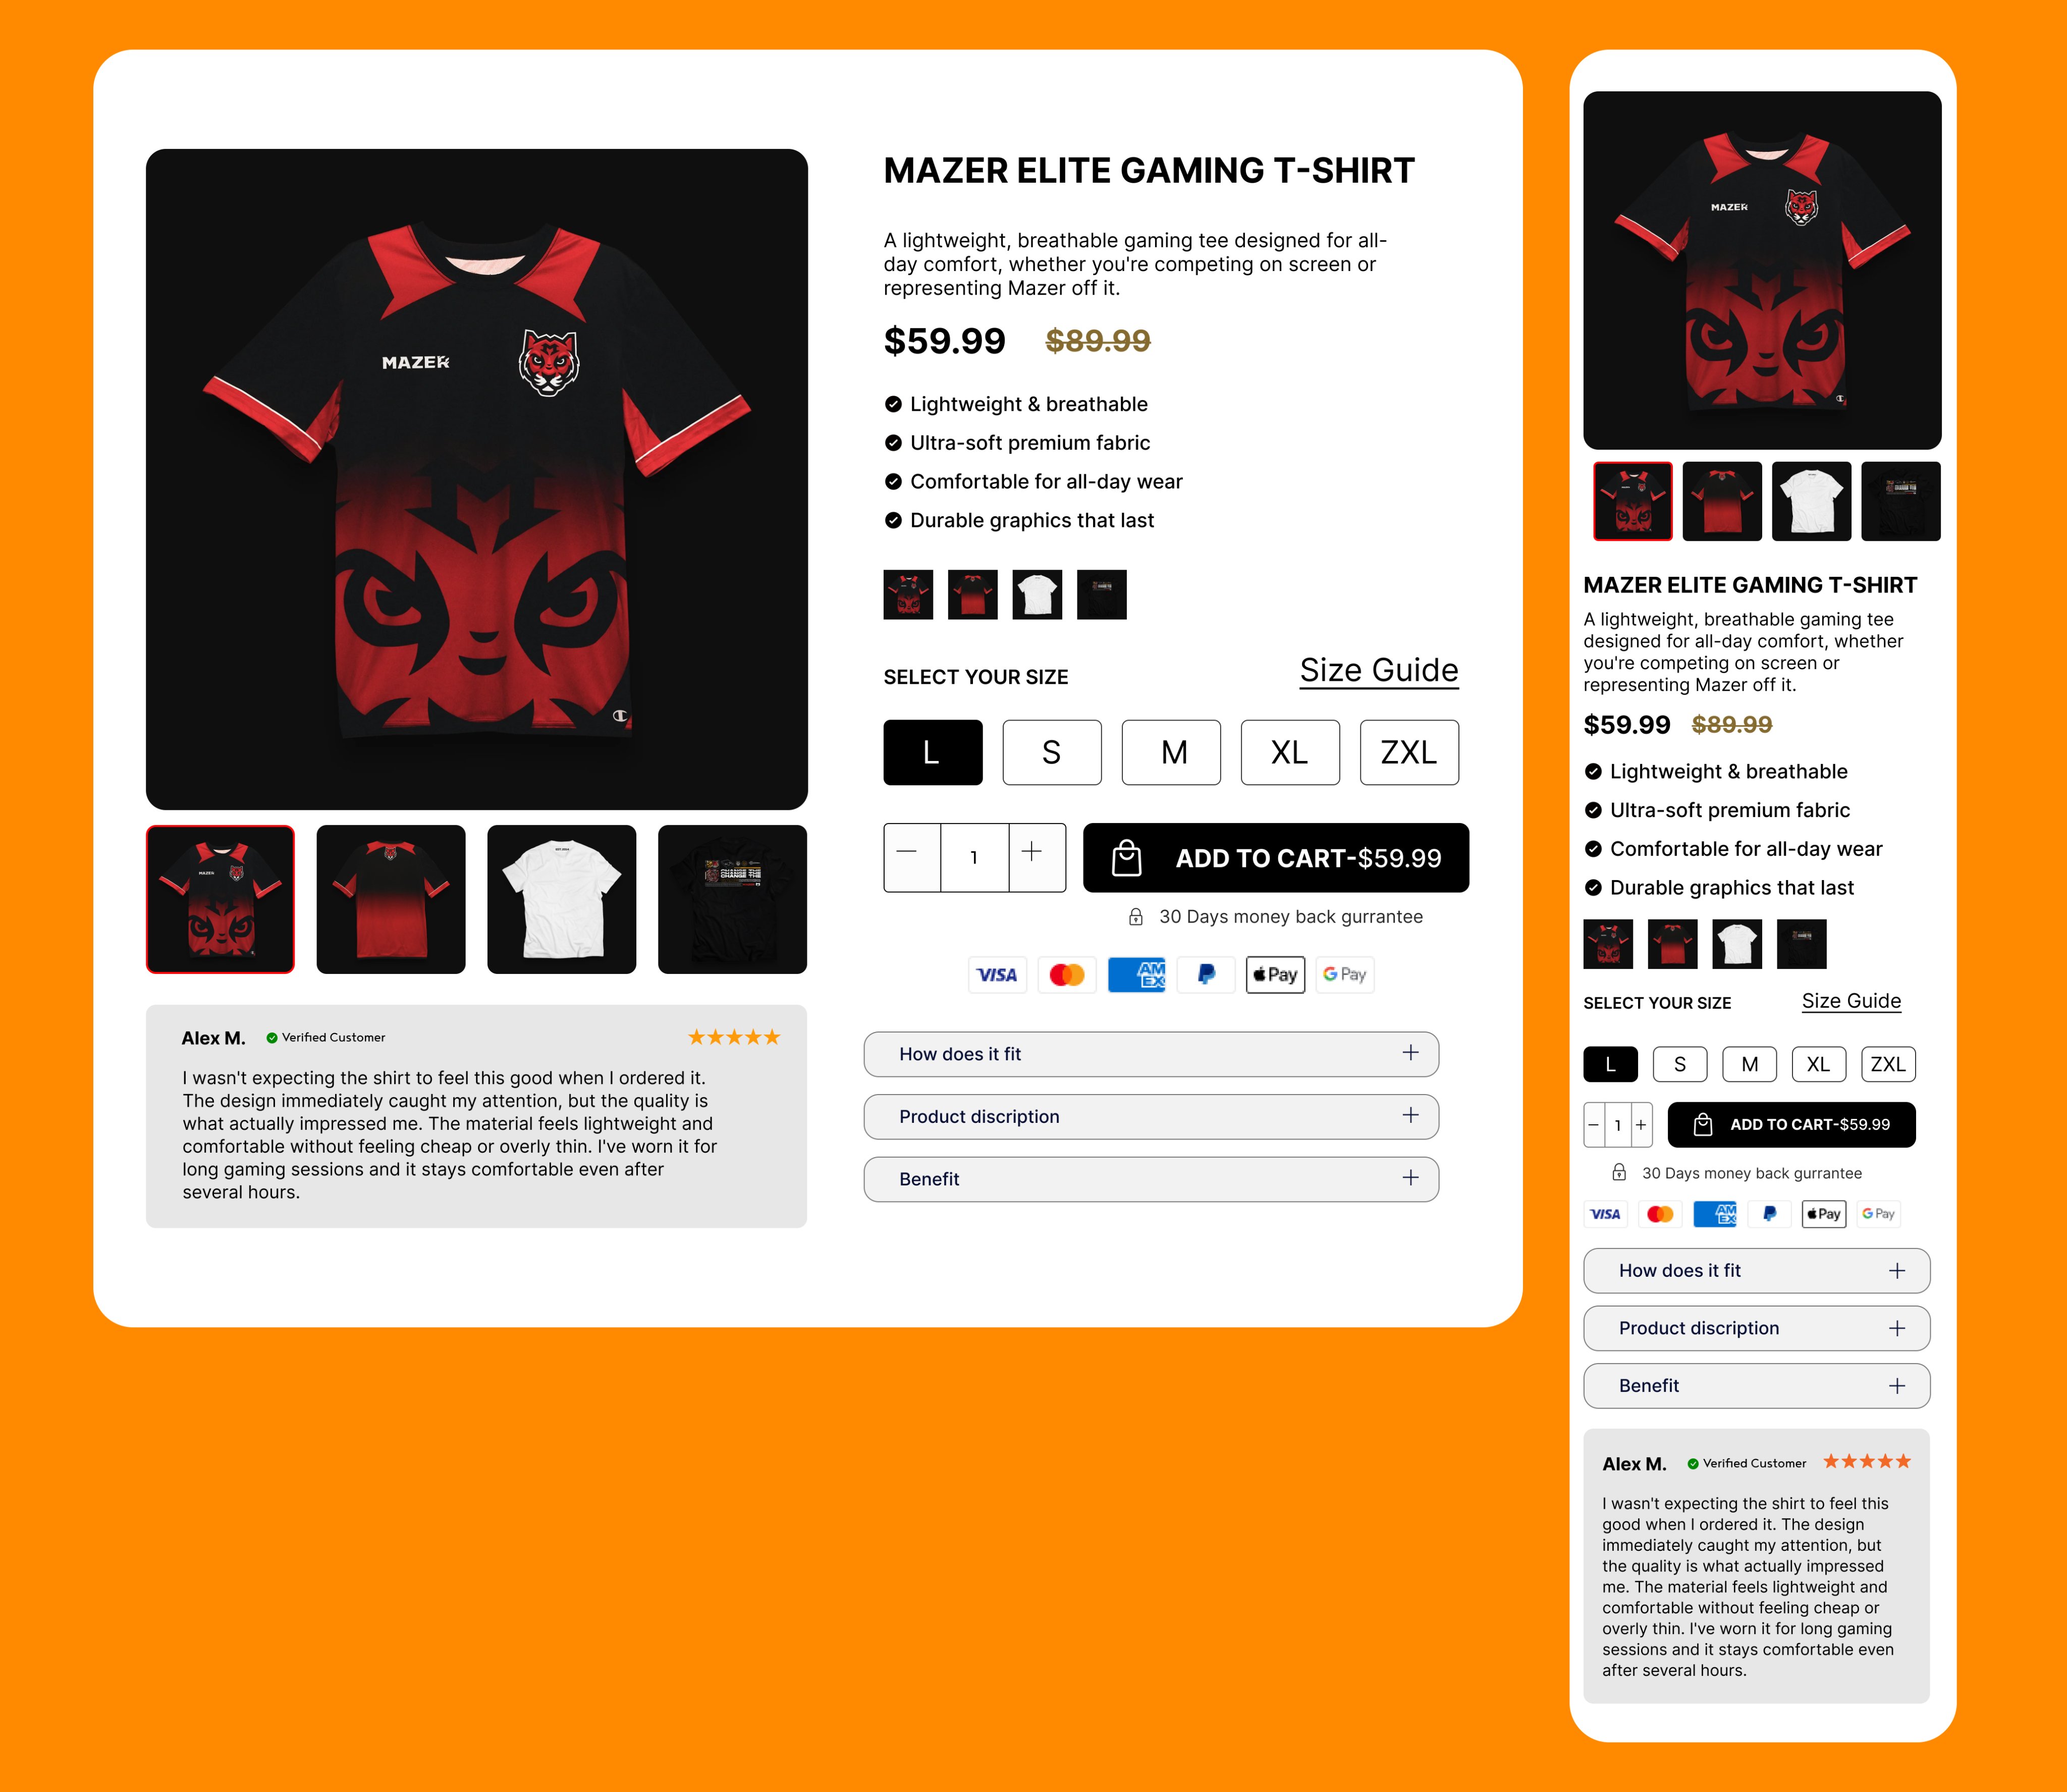 MAZER
MAZER ELITE GAMING T-SHIRT
A lightweight, breathable gaming tee designed for all-
day comfort, whether you're competing on screen or
representing Mazer off it.
$59.99 $89.99
Lightweight & breathable
Ultra-soft premium fabric
Comfortable for all-day wear
Durable graphics that last
SELECT YOUR SIZE Size Guide
L S M XL ZXL
1 ADD TO CART-$59.99
30 Days money back gurrantee
VISA AMEX Apple Pay G Pay
How does it fit
Product discription
Benefit
MAZER
CHANGE THE
Alex M. Verified Customer
I wasn't expecting the shirt to feel this good when I ordered it.
The design immediately caught my attention, but the quality is
what actually impressed me. The material feels lightweight and
comfortable without feeling cheap or overly thin. I've worn it for
long gaming sessions and it stays comfortable even after
several hours.
MAZER
MAZER ELITE GAMING T-SHIRT
A lightweight, breathable gaming tee
designed for all-day comfort, whether
you're competing on screen or
representing Mazer off it.
$59.99 $89.99
Lightweight & breathable
Ultra-soft premium fabric
Comfortable for all-day wear
Durable graphics that last
SELECT YOUR SIZE Size Guide
L S M XL ZXL
1 ADD TO CART-$59.99
30 Days money back gurrantee
VISA AMEX Pay G Pay
How does it fit
Product discription
Benefit
Alex M. Verified Customer
I wasn't expecting the shirt to feel this
good when I ordered it. The design
immediately caught my attention, but
the quality is what actually impressed
me. The material feels lightweight and
comfortable without feeling cheap or
overly thin. I've worn it for long gaming
sessions and it stays comfortable even
after several hours.